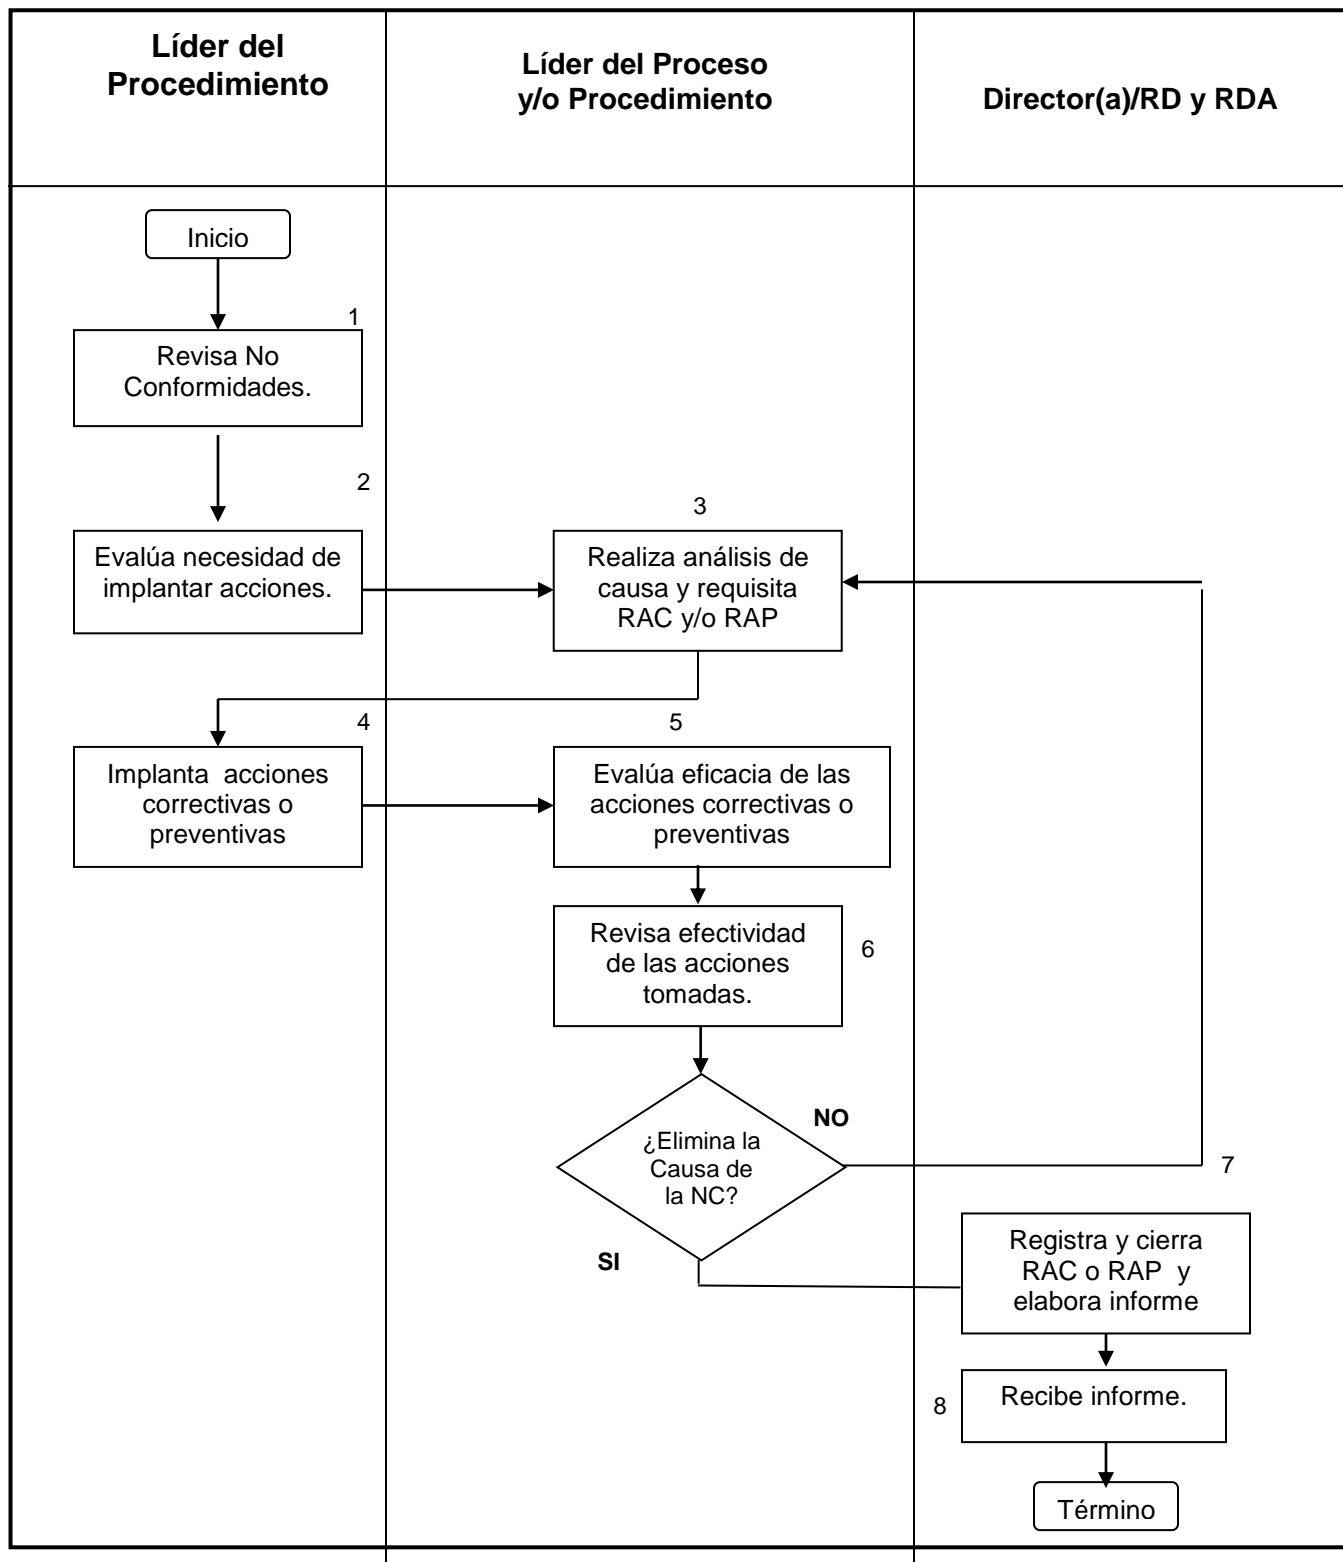 Líder del
Procedimiento
Líder del Proceso
y/o Procedimiento
Director(a)/RD y RDA
Inicio
1
Revisa No
Conformidades.
2
Evalúa necesidad de
implantar acciones.
3
Realiza análisis de
causa y requisita
RAC y/o RAP
4
Implanta acciones
correctivas o
preventivas
5
Evalúa eficacia de las
acciones correctivas o
preventivas
Revisa efectividad
de las acciones
tomadas.
6
¿Elimina la
Causa de
la NC?
NO
SI
7
Registra y cierra
RAC o RAP y
elabora informe
8
Recibe informe.
Término